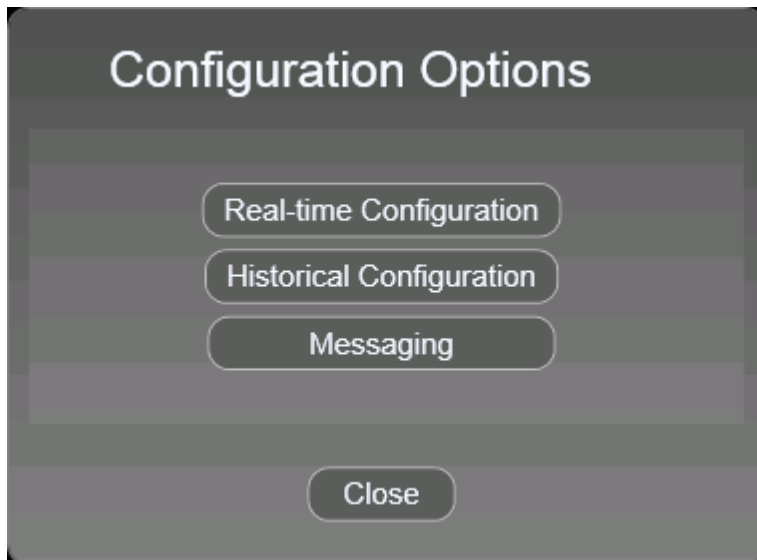 Configuration Options
Real-time Configuration
Historical Configuration
Messaging
Close